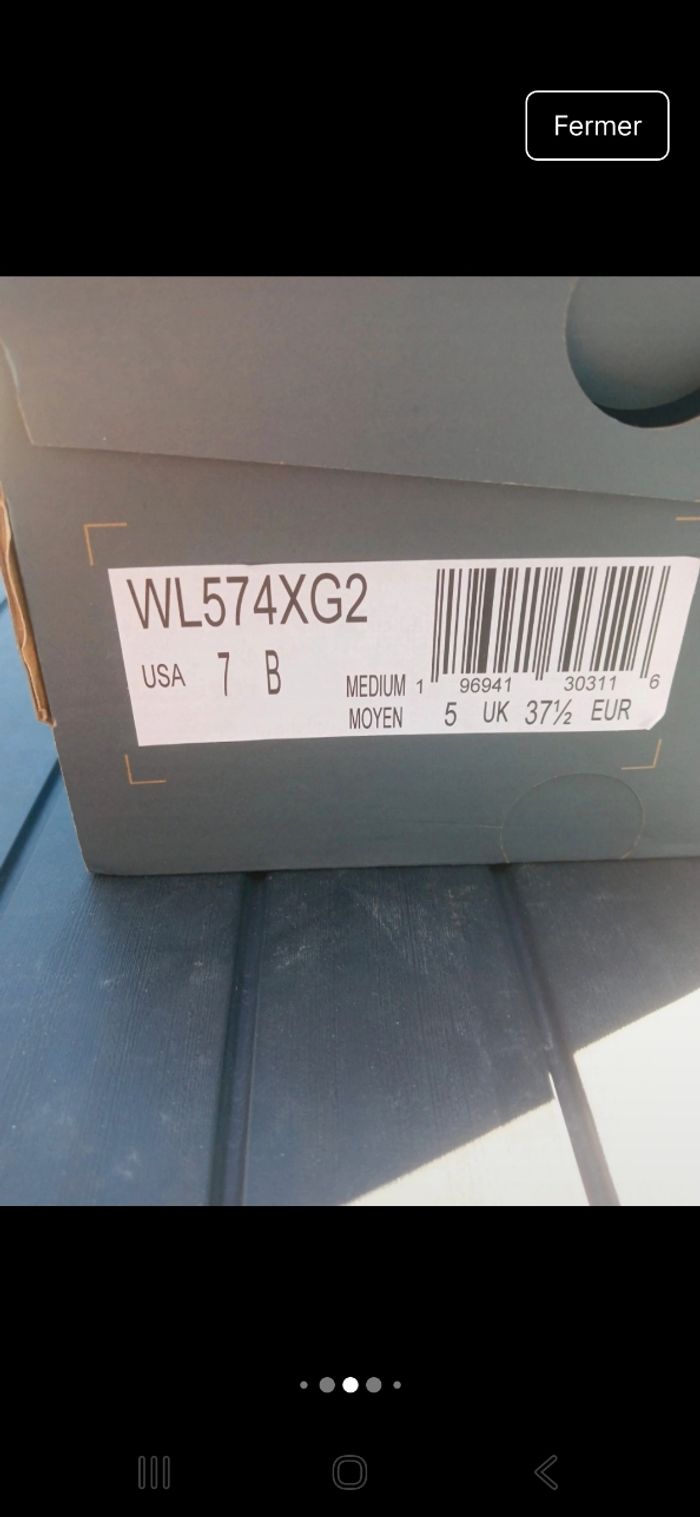 Fermer
WL574XG2
USA 7 B
MEDIUM 1 96941 30311 6
MOYEN 5 UK 37½ EUR